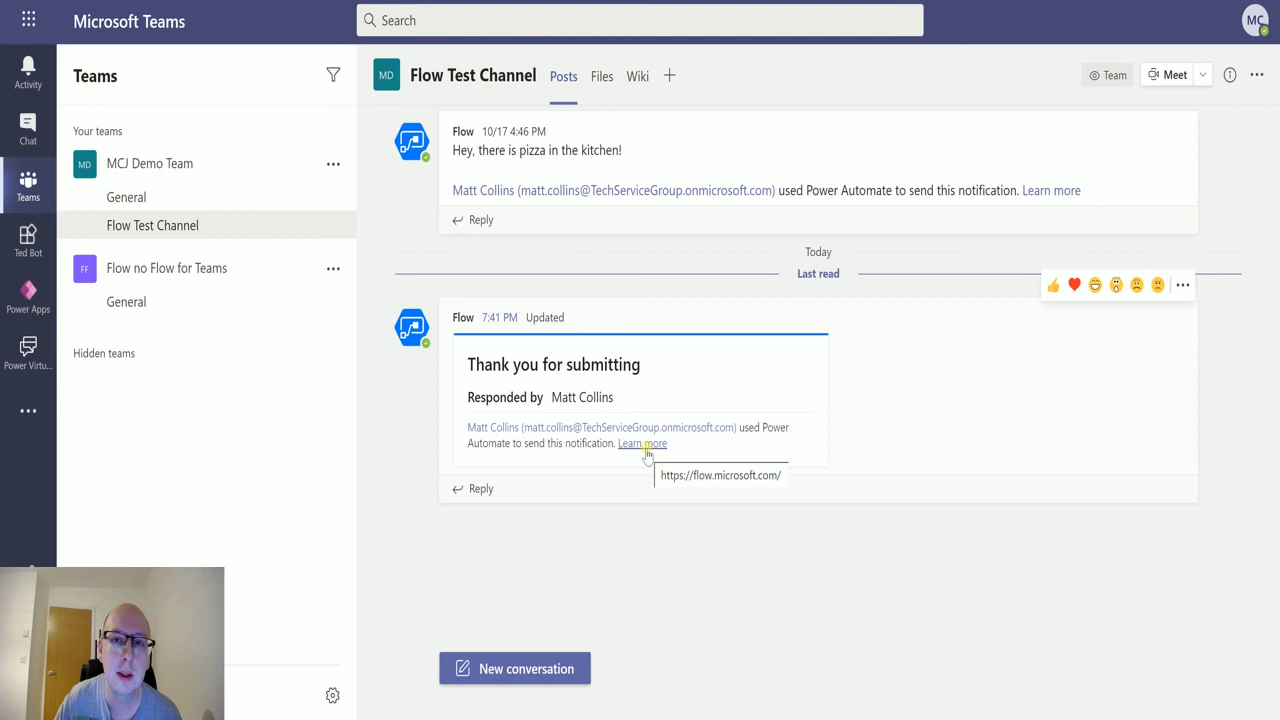 Microsoft Teams
Search
MC
Activity
Chat
Teams
Ted Bot
Power Apps
Power Virtu...
Teams
Your teams
MD MCJ Demo Team
General
Flow Test Channel
FF Flow no Flow for Teams
General
Hidden teams
MD Flow Test Channel Posts Files Wiki
Team
Meet
Flow 10/17 4:46 PM
Hey, there is pizza in the kitchen!
Matt Collins (matt.collins@TechServiceGroup.onmicrosoft.com) used Power Automate to send this notification. Learn more
Reply
Today
Last read
Flow 7:41 PM Updated
Thank you for submitting
Responded by Matt Collins
Matt Collins (matt.collins@TechServiceGroup.onmicrosoft.com) used Power
Automate to send this notification. Learn more
https://flow.microsoft.com/
Reply
New conversation